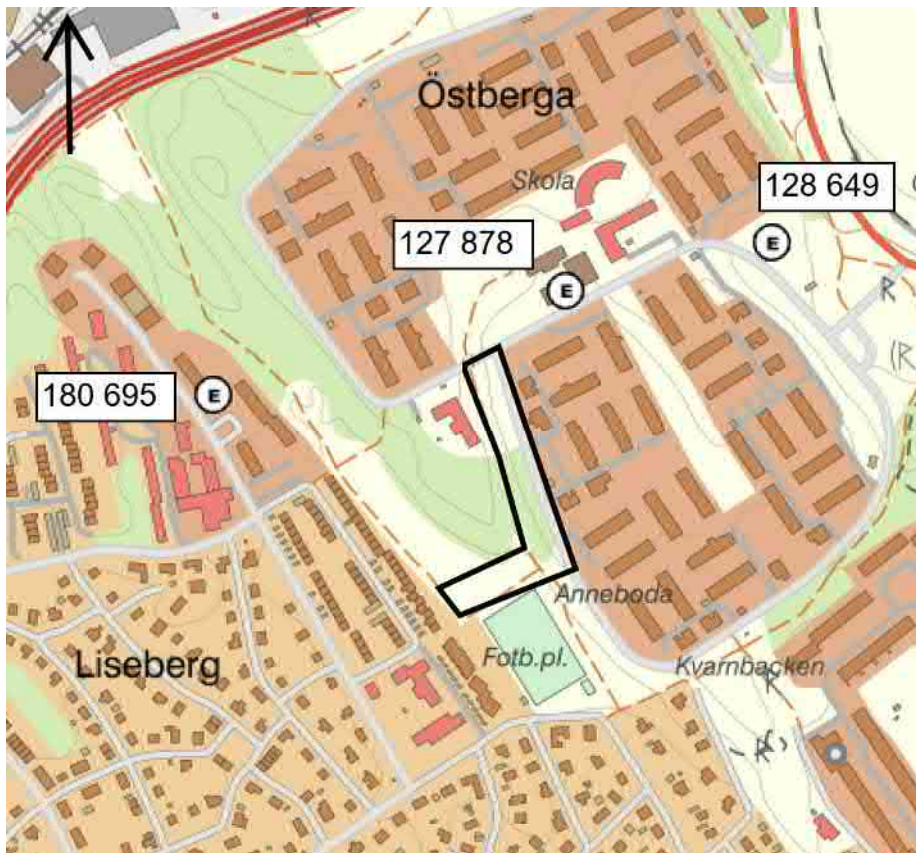 R
Östberga
Skola
128 649
127 878
E
E
R
(R
180 695
E
Anneboda
Fotb.pl.
Liseberg
Kvarnbacken
R
R